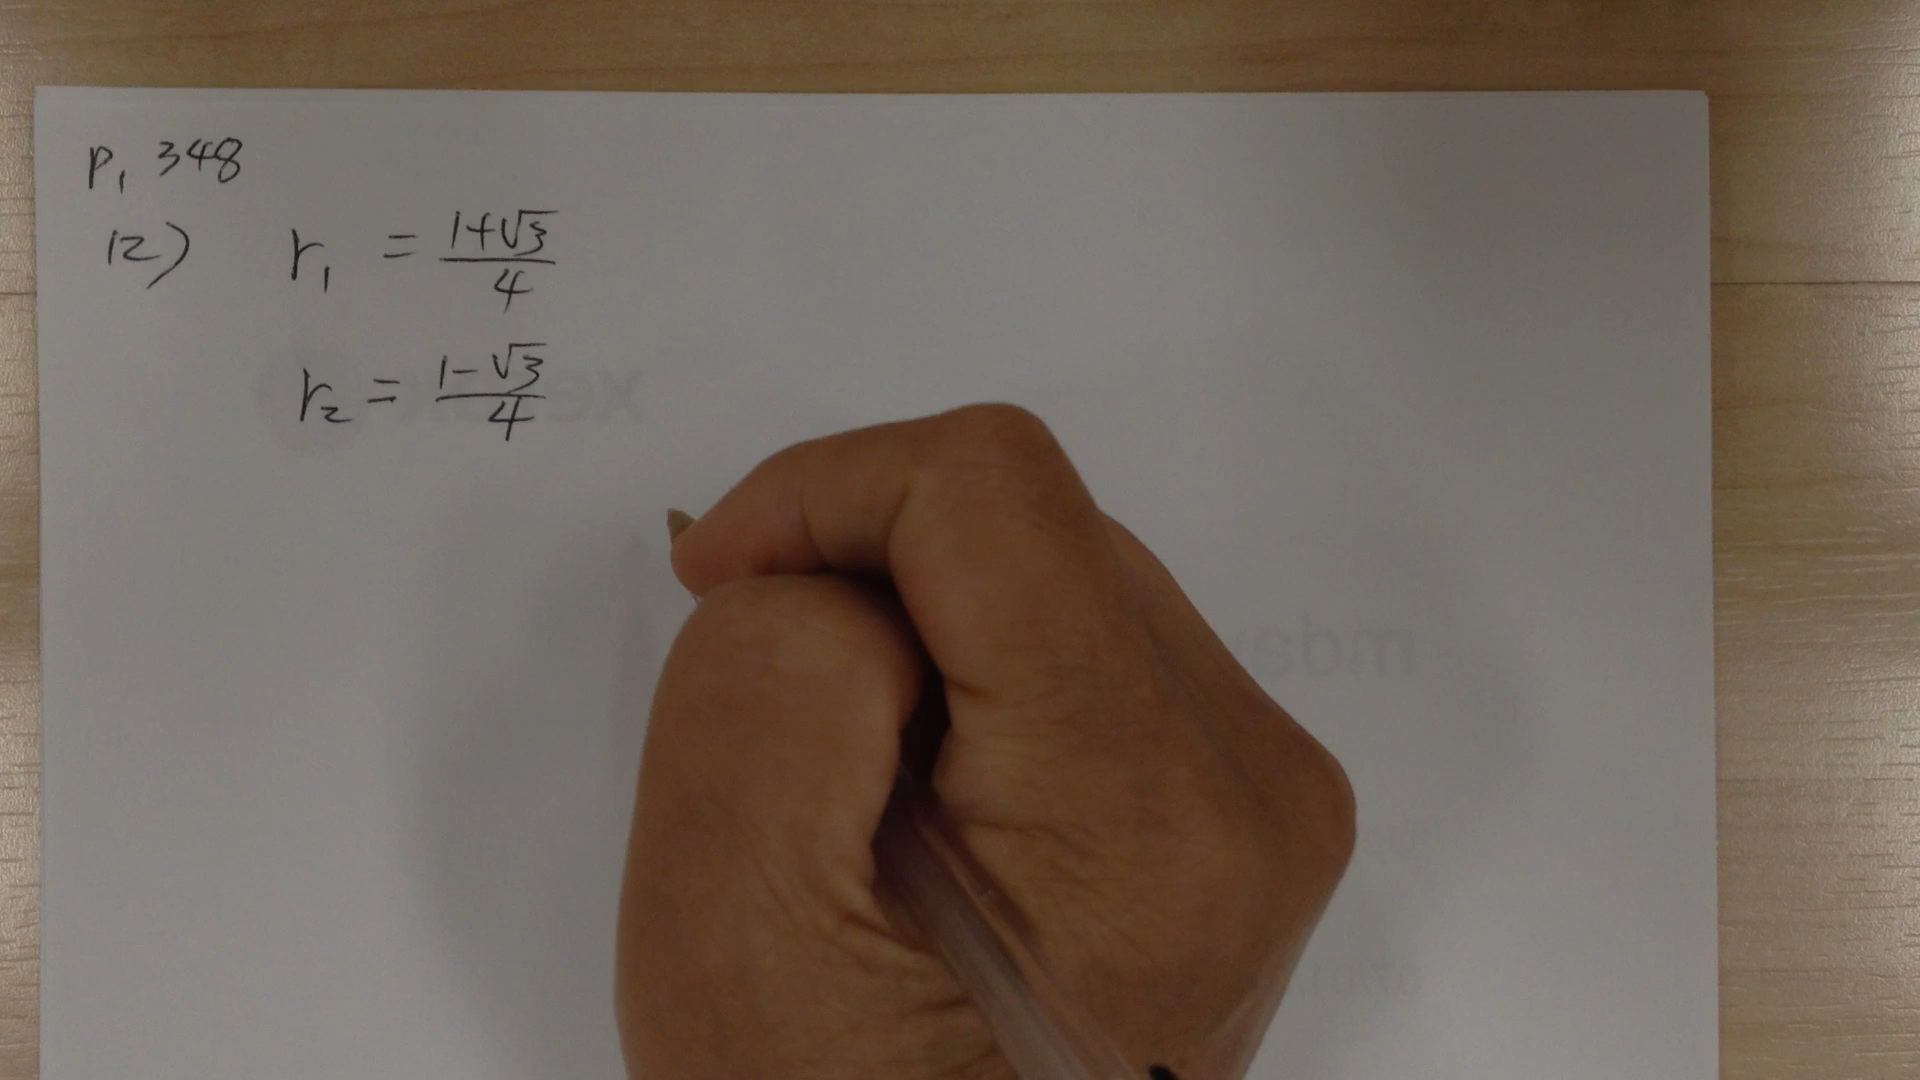 p. 348
12) r₁ = (1+√3)/4
r₂ = (1-√3)/4